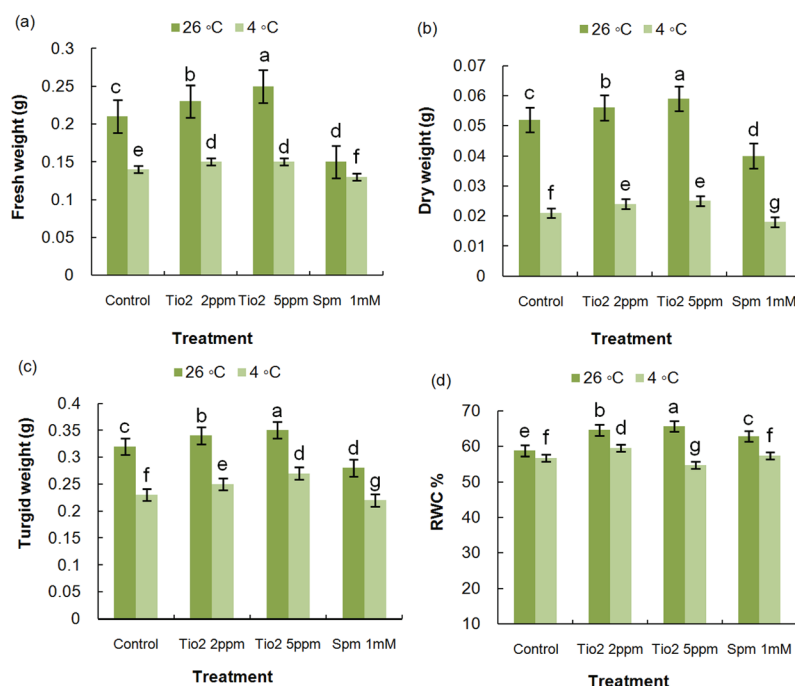 (a)
26 ◦C 4 ◦C
Fresh weight (g)
0.3
0.25
0.2
0.15
0.1
0.05
0
c
e
b
d
a
d
d
f
Control Tio2 2ppm Tio2 5ppm Spm 1mM
Treatment
(b)
26 ◦C 4 ◦C
Dry weight (g)
0.07
0.06
0.05
0.04
0.03
0.02
0.01
0
c
f
b
e
a
e
d
g
Control Tio2 2ppm Tio2 5ppm Spm 1mM
Treatment
(c)
26 ◦C 4 ◦C
Turgid weight (g)
0.4
0.35
0.3
0.25
0.2
0.15
0.1
0.05
0
c
f
b
e
a
d
d
g
Control Tio2 2ppm Tio2 5ppm Spm 1mM
Treatment
(d)
26 ◦C 4 ◦C
RWC %
70
60
50
40
30
20
10
e
f
b
d
a
g
c
f
Control Tio2 2ppm Tio2 5ppm Spm 1mM
Treatment